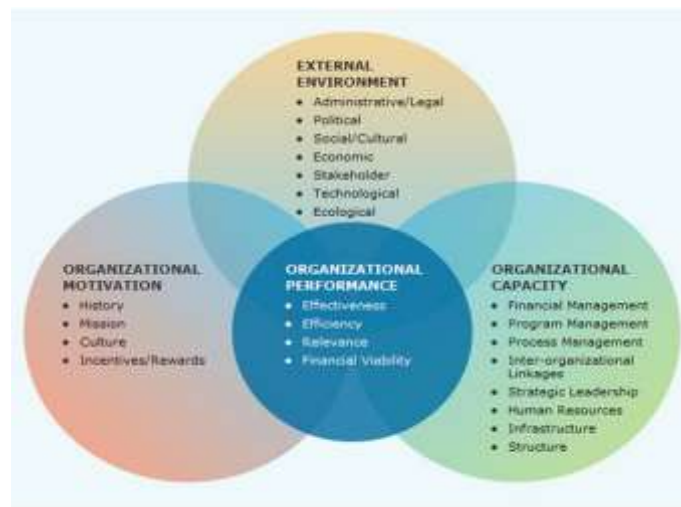 EXTERNAL
ENVIRONMENT
• Administrative/Legal
• Political
• Social/Cultural
• Economic
• Stakeholder
• Technological
• Ecological
ORGANIZATIONAL
MOTIVATION
• History
• Mission
• Culture
• Incentives/Rewards
ORGANIZATIONAL
PERFORMANCE
• Effectiveness
• Efficiency
• Relevance
• Financial Viability
ORGANIZATIONAL
CAPACITY
• Financial Management
• Program Management
• Process Management
• Inter-organizational
Linkages
• Strategic Leadership
• Human Resources
• Infrastructure
• Structure